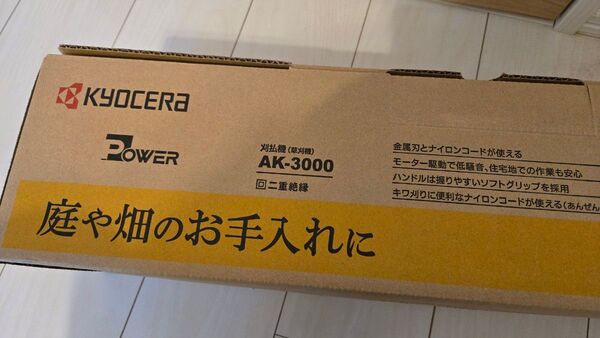 KYOCERA
POWER
刈払機(草刈機)
AK-3000
回二重絶縁
金属刃とナイロンコードが使える
モーター駆動で低騒音、住宅地での作業も安心
ハンドルは握りやすいソフトグリップを採用
キワ刈りに便利なナイロンコードが使える(あんぜん
庭や畑のお手入れに